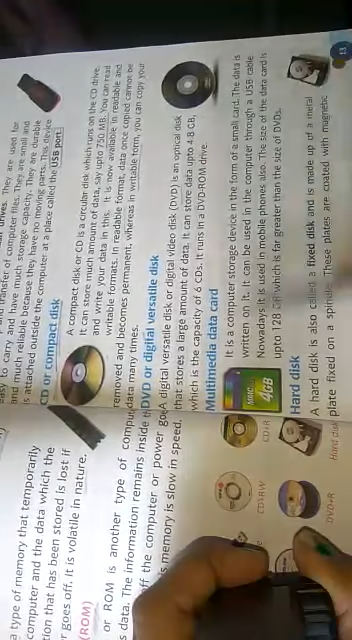 transfer of computer files. They are small and
easy to carry and have much storage capacity. They are durable
and much reliable because they have no moving parts. This device
is attached outside the computer at a place called the USB port.
CD or compact disk
A compact disk or CD is a circular disk which runs on the CD drive.
It can store much amount of data, say upto 750 MB. You can read
and write your data in this. It is now available in readable and
writable formats. In readable format, data once copied cannot be
removed and becomes permanent, whereas in writable form, you can copy your
data many times.
DVD or digital versatile disk
A digital versatile disk or digital video disk (DVD) is an optical disk
that stores a large amount of data. It can store data upto 4.8 GB,
which is the capacity of 6 CDs. It runs in a DVD-ROM drive.
Multimedia data card
It is a computer storage device in the form of a small card. The data is
written on it. It can be used in the computer through a USB cable.
Nowadays it is used in mobile phones also. The size of the data card is
upto 128 GB which is far greater than the size of DVDs.
4GB
Hard disk
A hard disk is also called a fixed disk and is made up of a metal
plate fixed on a spindle. These plates are coated with magnetic
13
a type of memory that temporarily
computer and the data which the
tion that has been stored is lost if
r goes off. It is volatile in nature.
(ROM)
or ROM is another type of
s data. The information remains inside
ff the computer or power
is memory is slow in speed.
CD-R
CD-RW
Hard disk
DVD+R